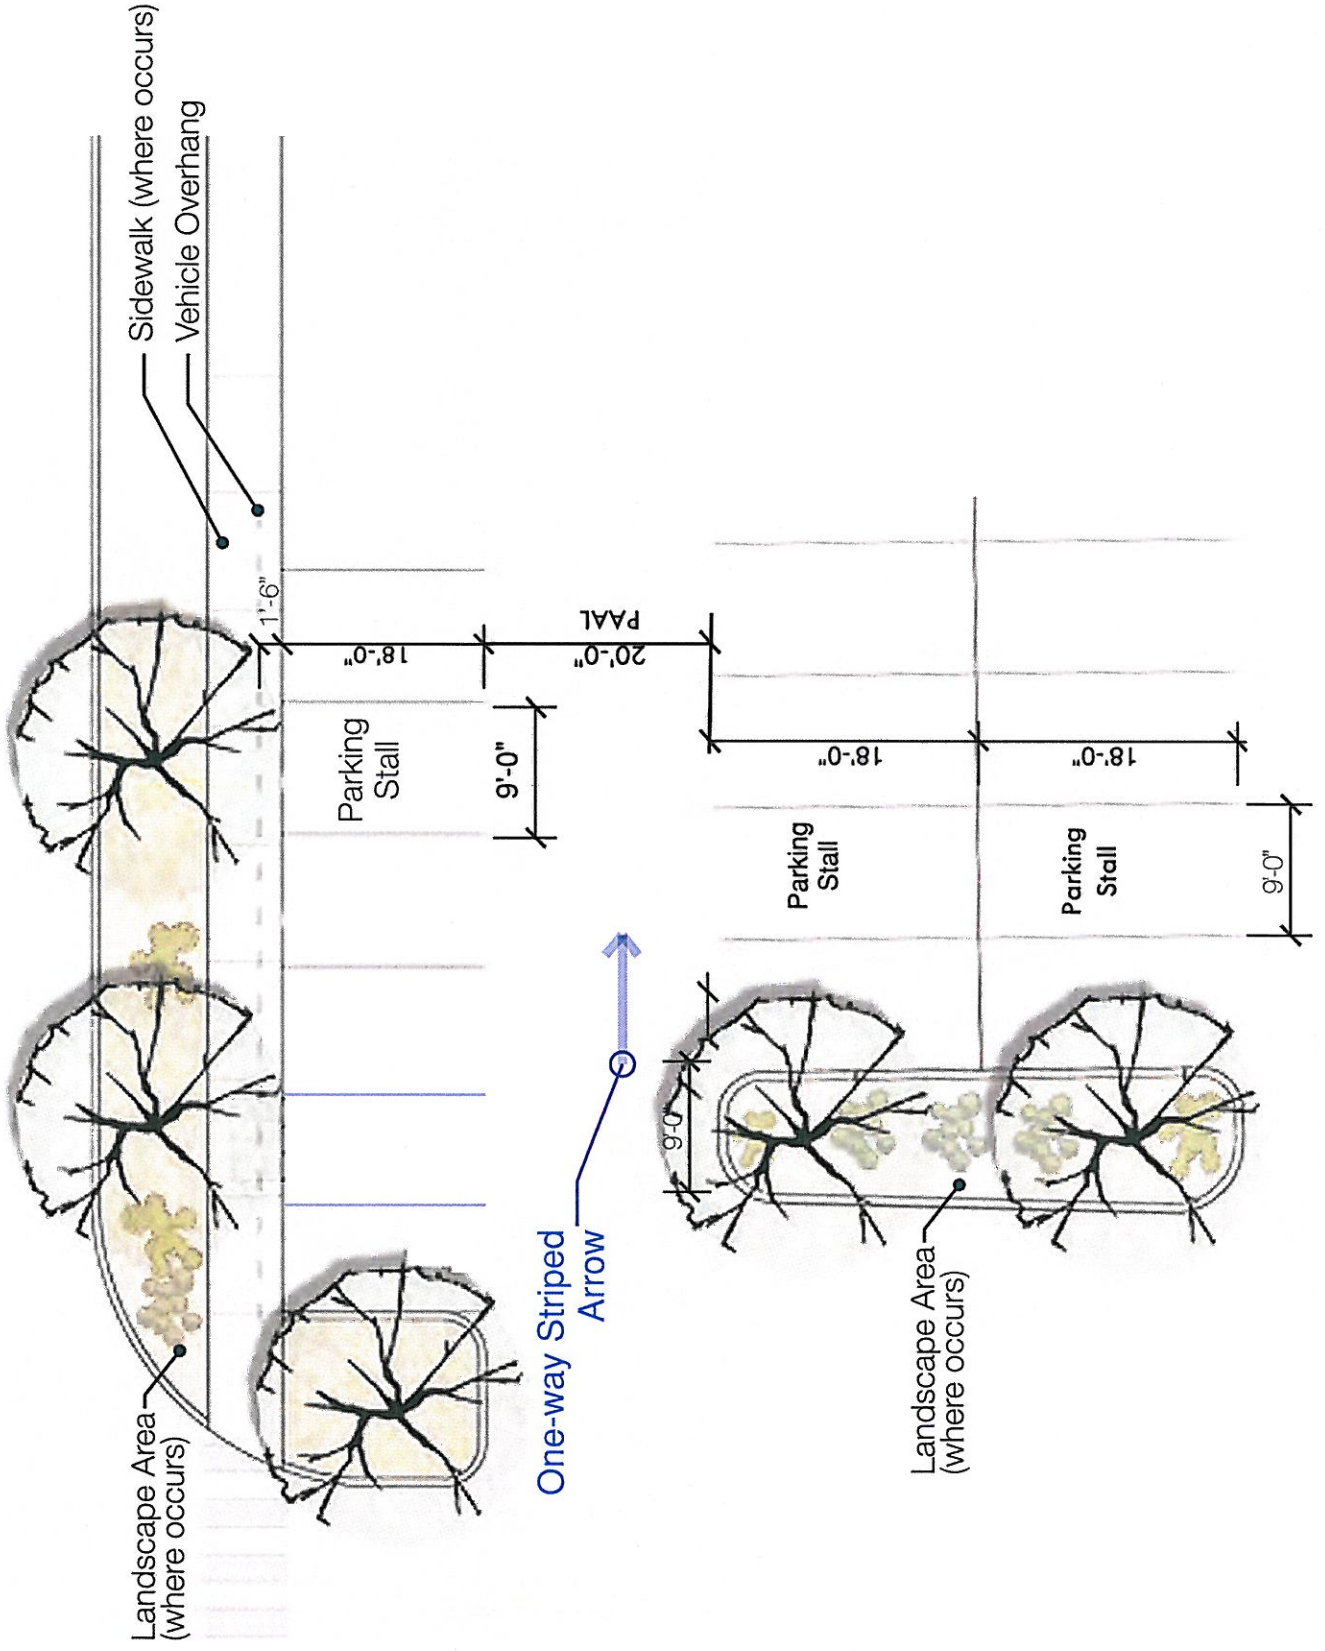 Sidewalk (where occurs)
Vehicle Overhang
1'-6"
18'-0"
20'-0"
PAAL
Parking
Stall
9'-0"
18'-0"
18'-0"
Parking
Stall
Parking
Stall
9'-0"
9'-0
One-way Striped
Arrow
Landscape Area
(where occurs)
Landscape Area
(where occurs)